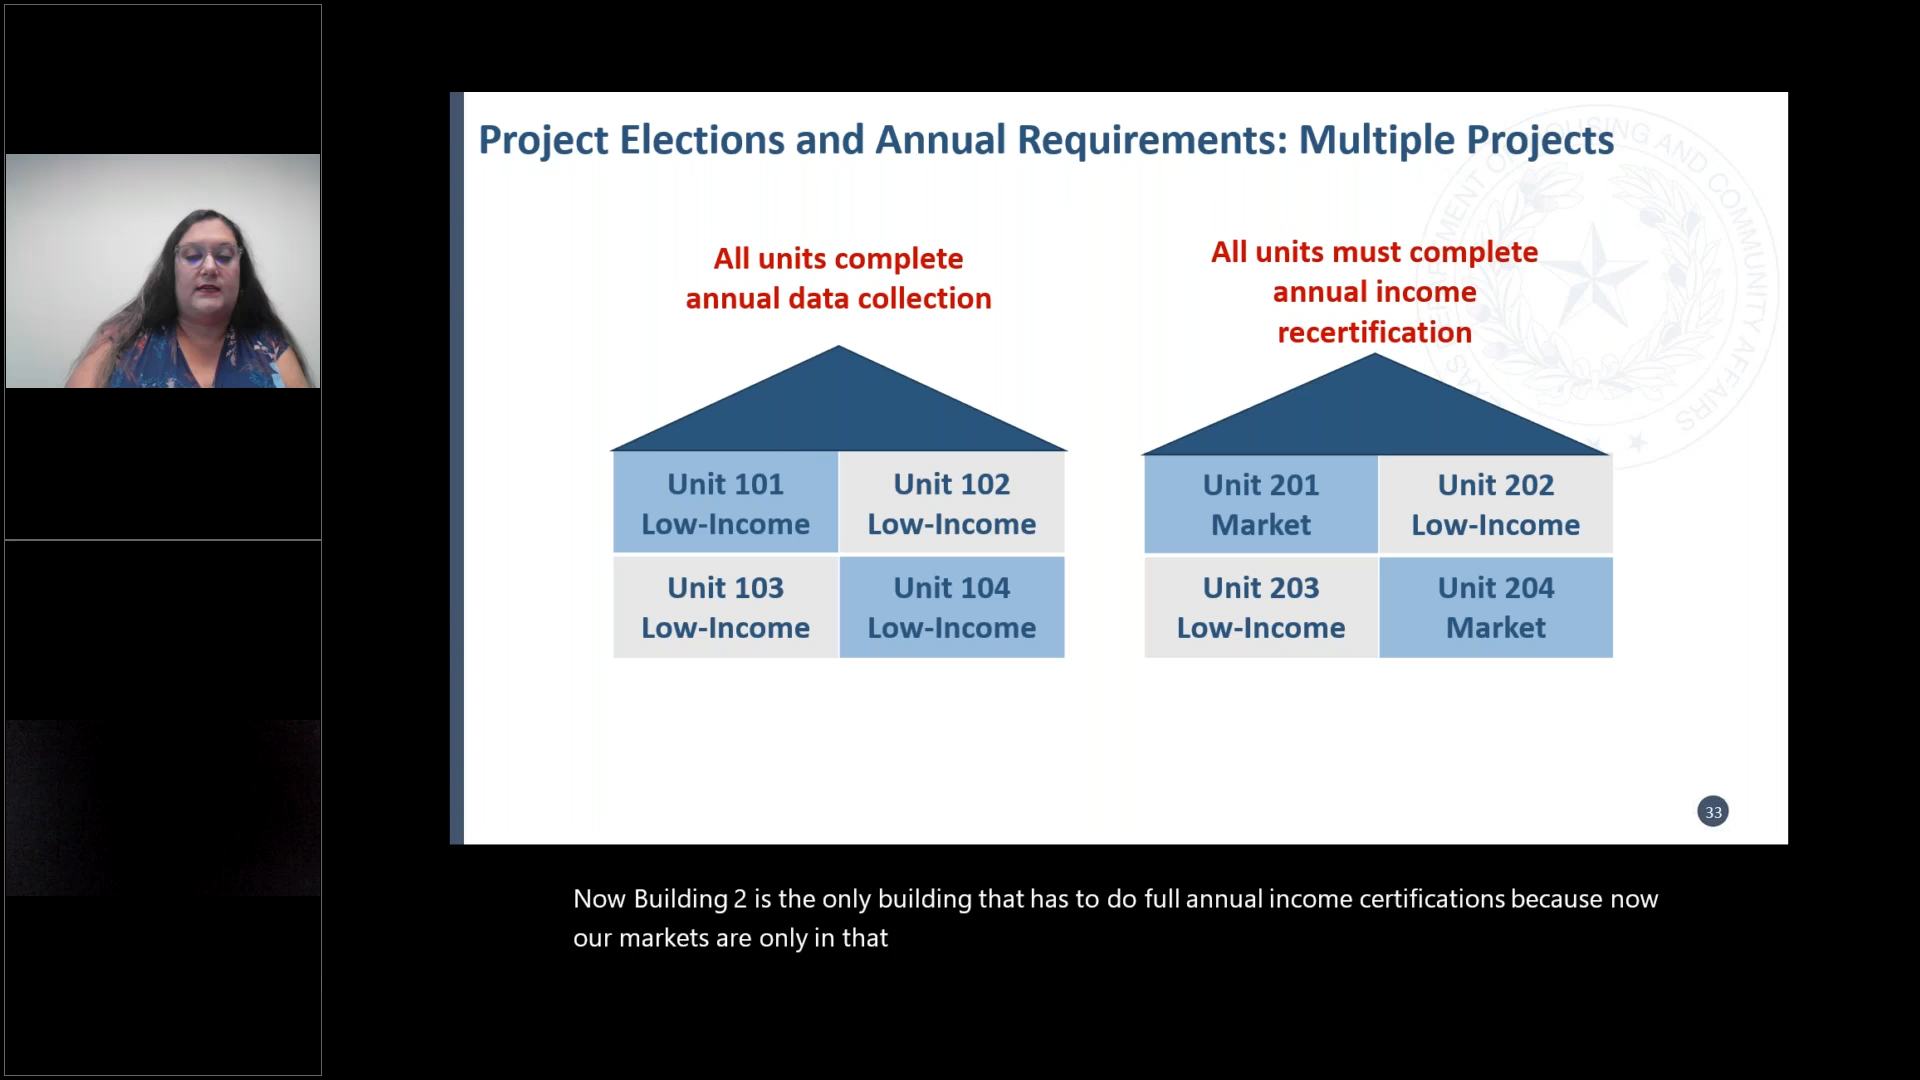 Project Elections and Annual Requirements: Multiple Projects
All units complete
annual data collection
Unit 101
Low-Income
Unit 102
Low-Income
Unit 103
Low-Income
Unit 104
Low-Income
All units must complete
annual income
recertification
Unit 201
Market
Unit 202
Low-Income
Unit 203
Low-Income
Unit 204
Market
33
Now Building 2 is the only building that has to do full annual income certifications because now
our markets are only in that